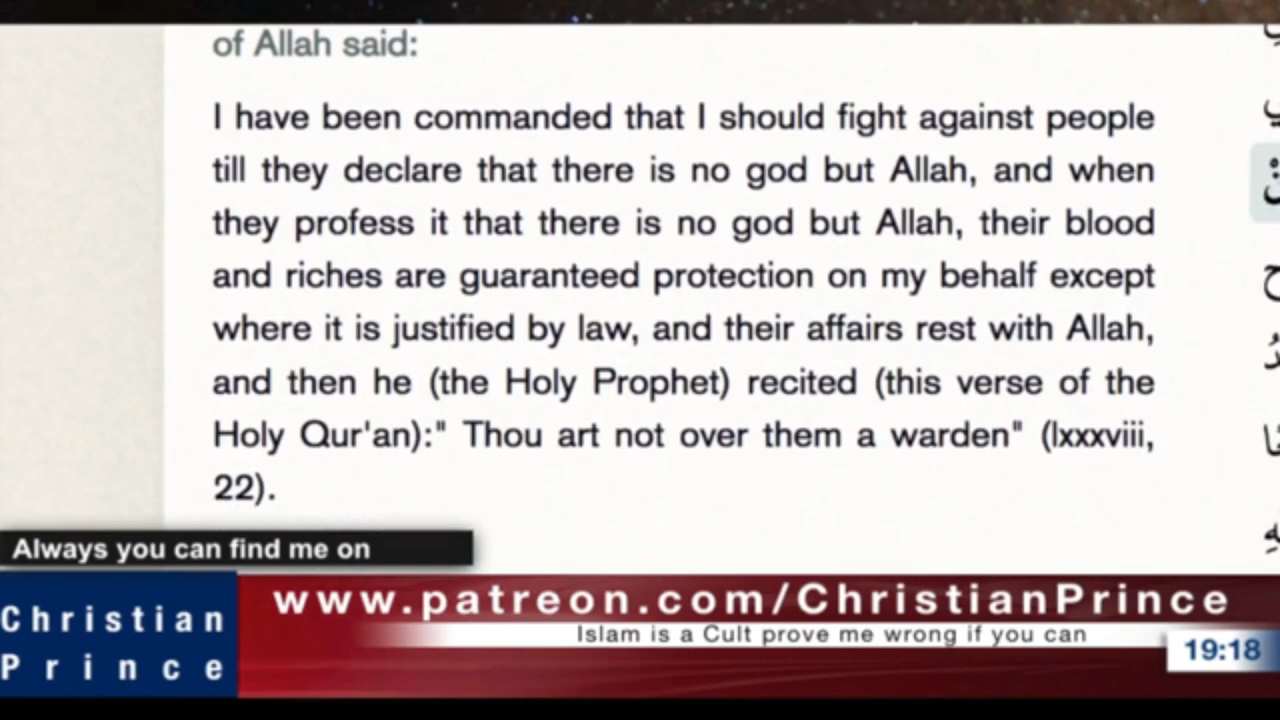 of Allah said:
I have been commanded that I should fight against people
till they declare that there is no god but Allah, and when
they profess it that there is no god but Allah, their blood
and riches are guaranteed protection on my behalf except
where it is justified by law, and their affairs rest with Allah,
and then he (the Holy Prophet) recited (this verse of the
Holy Qur'an):" Thou art not over them a warden" (lxxxviii,
22).
Always you can find me on
Christian
Prince
www.patreon.com/ChristianPrince
Islam is a Cult prove me wrong if you can
19:18